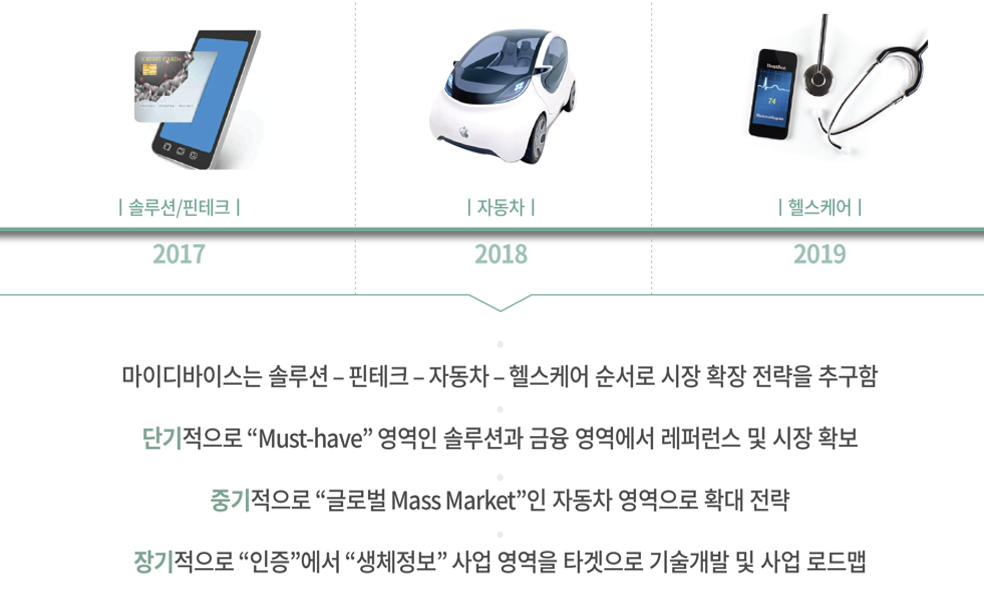 CREDIT CARD
74
| 솔루션/핀테크 |
| 자동차 |
| 헬스케어 |
2017
2018
2019
마이디바이스는 솔루션 – 핀테크 – 자동차 – 헬스케어 순서로 시장 확장 전략을 추구함
단기적으로 “Must-have” 영역인 솔루션과 금융 영역에서 레퍼런스 및 시장 확보
중기적으로 “글로벌 Mass Market”인 자동차 영역으로 확대 전략
장기적으로 “인증”에서 “생체정보” 사업 영역을 타겟으로 기술개발 및 사업 로드맵